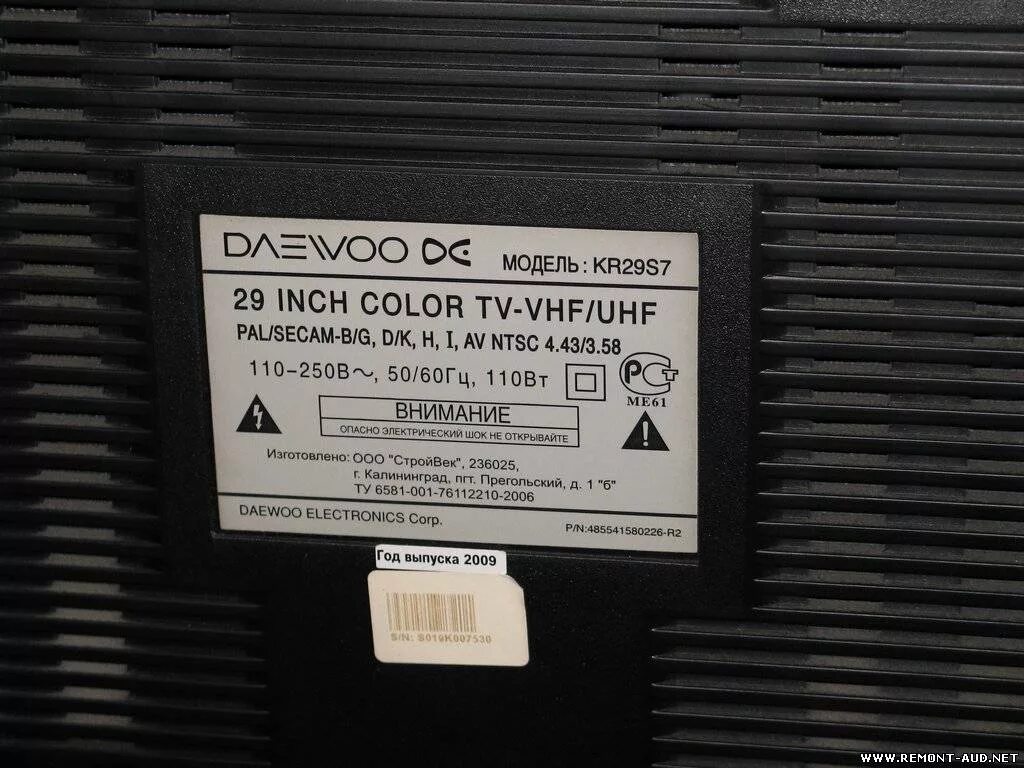 DAEWOO
МОДЕЛЬ : KR29S7
29 INCH COLOR TV-VHF/UHF
PAL/SECAM-B/G, D/K, H, I, AV NTSC 4.43/3.58
110-250В~, 50/60Гц, 110Вт
РСТ
ME61
ВНИМАНИЕ
ОПАСНО ЭЛЕКТРИЧЕСКИЙ ШОК НЕ ОТКРЫВАЙТЕ
Изготовлено: ООО "СтройВек", 236025,
г. Калининград, пгт. Прегольский, д. 1 "б"
ТУ 6581-001-76112210-2006
DAEWOO ELECTRONICS Corp.
P/N:485541580226-R2
Год выпуска 2009
S/N: S019K007530
WWW.REMONT-AUD.NET